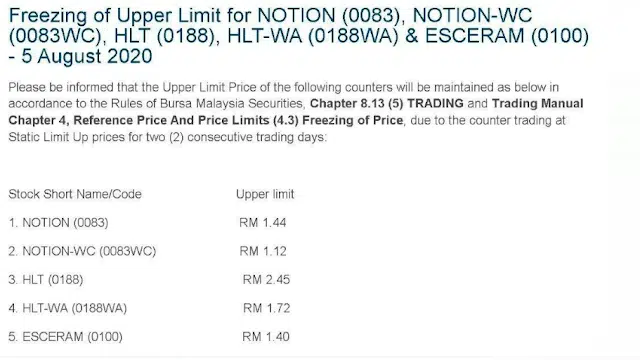 Freezing of Upper Limit for NOTION (0083), NOTION-WC
(0083WC), HLT (0188), HLT-WA (0188WA) & ESCERAM (0100)
- 5 August 2020
Please be informed that the Upper Limit Price of the following counters will be maintained as below in
accordance to the Rules of Bursa Malaysia Securities, Chapter 8.13 (5) TRADING and Trading Manual
Chapter 4, Reference Price And Price Limits (4.3) Freezing of Price, due to the counter trading at
Static Limit Up prices for two (2) consecutive trading days:
Stock Short Name/Code Upper limit
1. NOTION (0083) RM 1.44
2. NOTION-WC (0083WC) RM 1.12
3. HLT (0188) RM 2.45
4. HLT-WA (0188WA) RM 1.72
5. ESCERAM (0100) RM 1.40